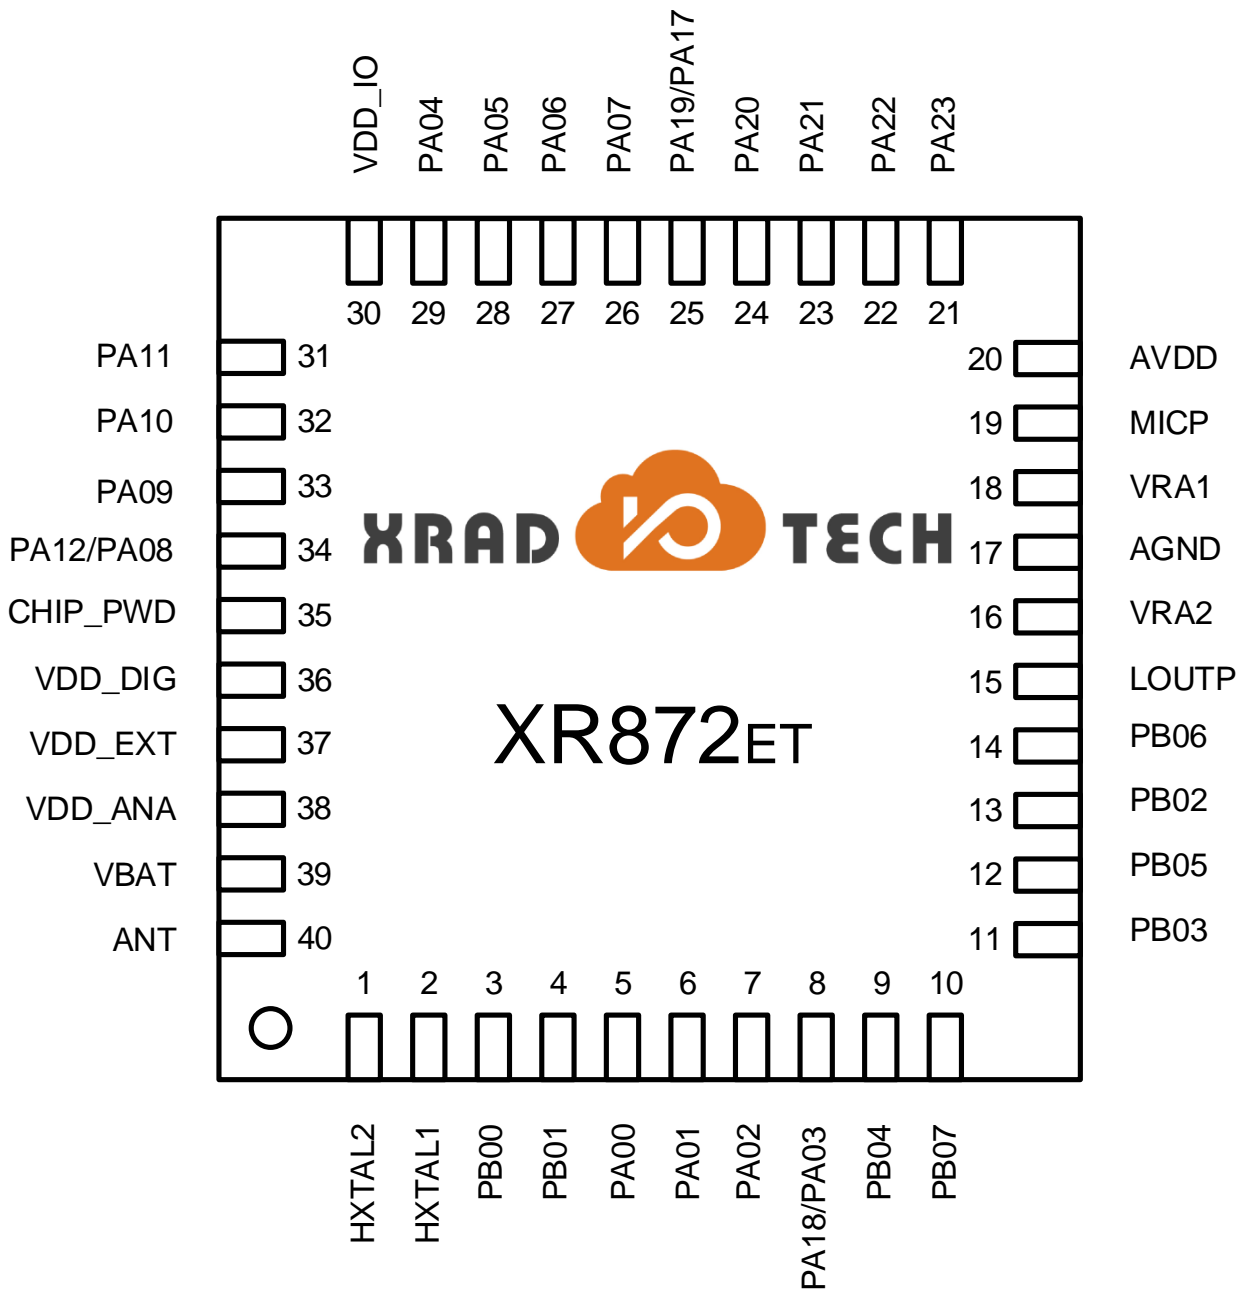 VDD_IO
PA04
PA05
PA06
PA07
PA19/PA17
PA20
PA21
PA22
PA23
30 29 28 27 26 25 24 23 22 21
PA11 31
PA10 32
PA09 33
PA12/PA08 34
CHIP_PWD 35
VDD_DIG 36
VDD_EXT 37
VDD_ANA 38
VBAT 39
ANT 40
XRAD IO TECH
XR872ET
20 AVDD
19 MICP
18 VRA1
17 AGND
16 VRA2
15 LOUTP
14 PB06
13 PB02
12 PB05
11 PB03
1 2 3 4 5 6 7 8 9 10
HXTAL2
HXTAL1
PB00
PB01
PA00
PA01
PA02
PA18/PA03
PB04
PB07